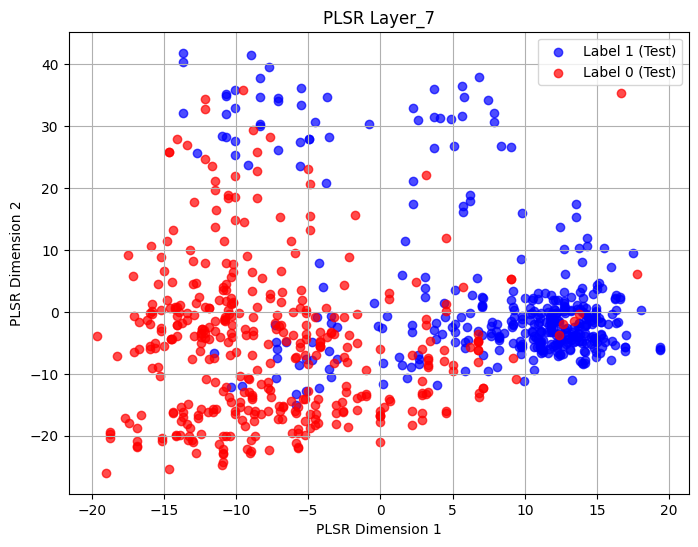 PLSR Layer_7
Label 1 (Test)
Label 0 (Test)
PLSR Dimension 2
40
30
20
10
0
−10
−20
−20 −15 −10 −5 0 5 10 15 20
PLSR Dimension 1